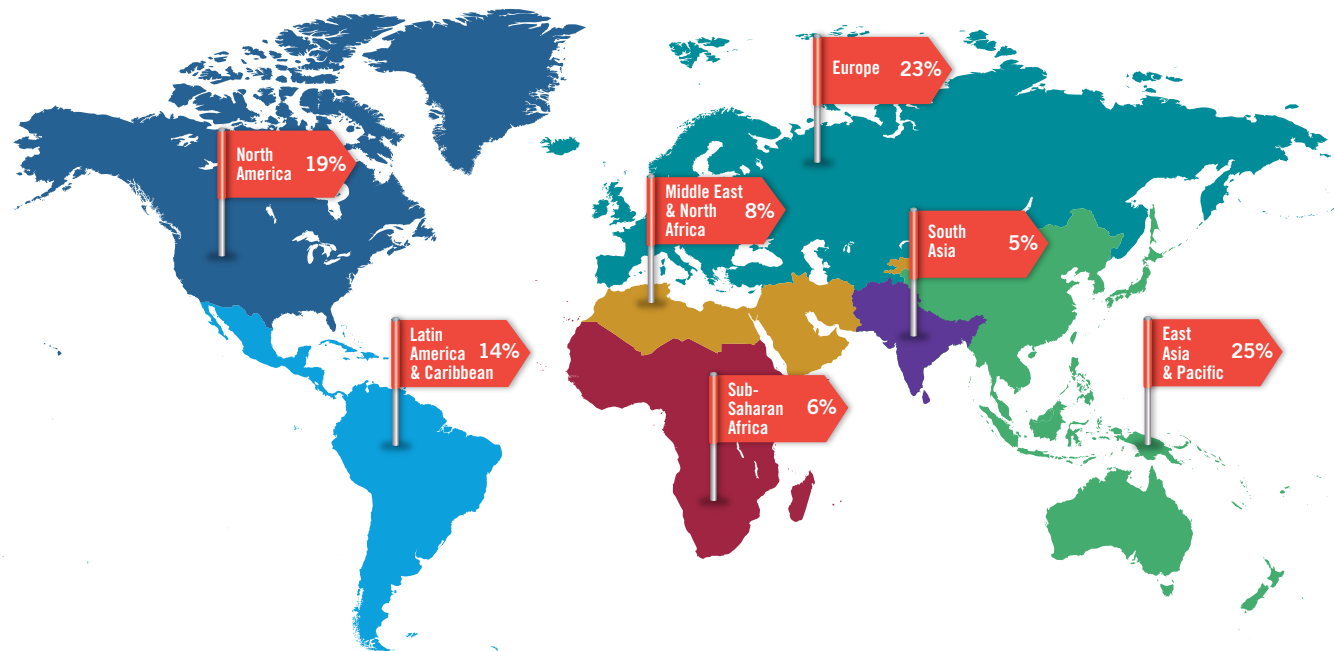 Europe 23%
North
America 19%
Middle East
& North
Africa 8%
South
Asia 5%
Latin
America 14%
& Caribbean
East
Asia 25%
& Pacific
Sub-
Saharan 6%
Africa